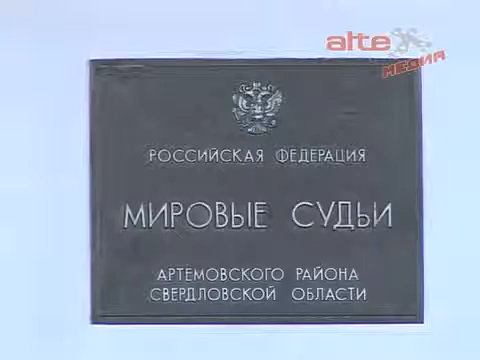 alte
МЕДИА
РОССИЙСКАЯ ФЕДЕРАЦИЯ
МИРОВЫЕ СУДЬИ
АРТЕМОВСКОГО РАЙОНА
СВЕРДЛОВСКОЙ ОБЛАСТИ